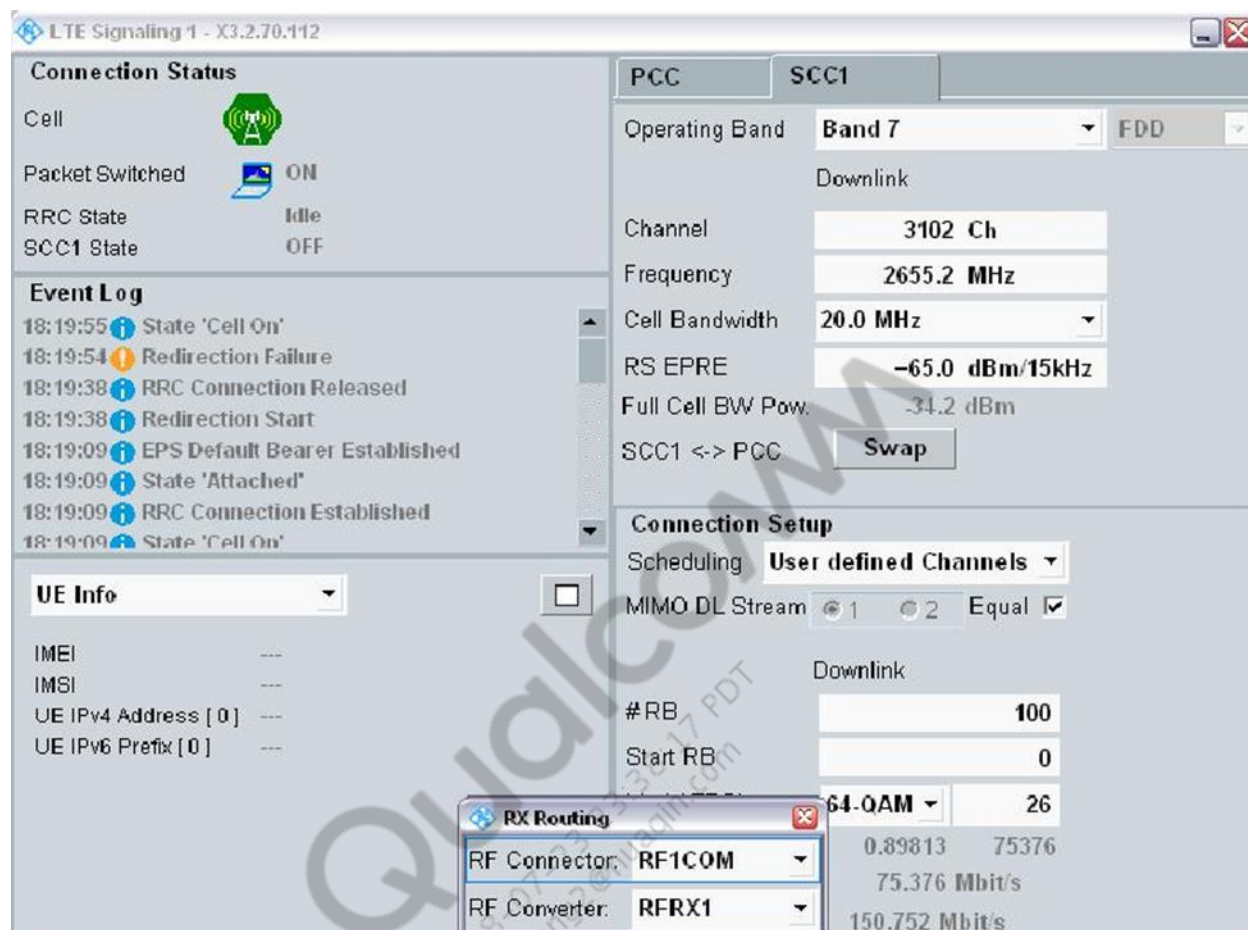 LTE Signaling 1 - X3.2.70.112
Connection Status
Cell
Packet Switched ON
RRC State Idle
SCC1 State OFF
Event Log
18:19:55 State 'Cell On'
18:19:54 Redirection Failure
18:19:38 RRC Connection Released
18:19:38 Redirection Start
18:19:09 EPS Default Bearer Established
18:19:09 State 'Attached'
18:19:09 RRC Connection Established
18:19:09 State 'Cell On'
UE Info
IMEI ---
IMSI ---
UE IPv4 Address [ 0 ] ---
UE IPv6 Prefix [ 0 ] ---
PCC SCC1
Operating Band Band 7 FDD
Downlink
Channel 3102 Ch
Frequency 2655.2 MHz
Cell Bandwidth 20.0 MHz
RS EPRE -65.0 dBm/15kHz
Full Cell BW Pow. -34.2 dBm
SCC1 <-> PCC Swap
Connection Setup
Scheduling User defined Channels
MIMO DL Stream 1 2 Equal
Downlink
# RB 100
Start RB 0
64-QAM 26
0.89813 75376
75.376 Mbit/s
150.752 Mbit/s
RX Routing
RF Connector: RF1COM
RF Converter: RFRX1
Qualcomm
PDT